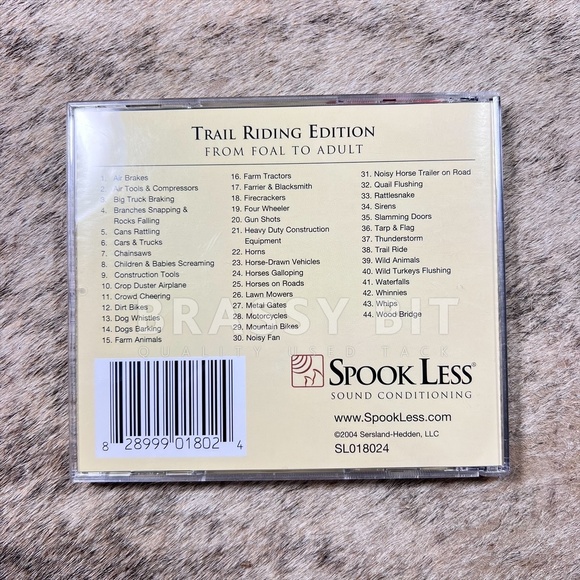 TRAIL RIDING EDITION
FROM FOAL TO ADULT
1. Air Brakes
2. Air Tools & Compressors
3. Big Truck Braking
4. Branches Snapping &
Rocks Falling
5. Cans Rattling
6. Cars & Trucks
7. Chainsaws
8. Children & Babies Screaming
9. Construction Tools
10. Crop Duster Airplane
11. Crowd Cheering
12. Dirt Bikes
13. Dog Whistles
14. Dogs Barking
15. Farm Animals
16. Farm Tractors
17. Farrier & Blacksmith
18. Firecrackers
19. Four Wheeler
20. Gun Shots
21. Heavy Duty Construction
Equipment
22. Horns
23. Horse-Drawn Vehicles
24. Horses Galloping
25. Horses on Roads
26. Lawn Mowers
27. Metal Gates
28. Motorcycles
29. Mountain Bikes
30. Noisy Fan
31. Noisy Horse Trailer on Road
32. Quail Flushing
33. Rattlesnake
34. Sirens
35. Slamming Doors
36. Tarp & Flag
37. Thunderstorm
38. Trail Ride
39. Wild Animals
40. Wild Turkeys Flushing
41. Waterfalls
42. Whinnies
43. Whips
44. Wood Bridge
BRAISY BIT
QUALITY USED TACK
SPOOK LESS®
SOUND CONDITIONING
www.SpookLess.com
©2004 Sersland-Hedden, LLC
SL018024
8 28999 01802 4